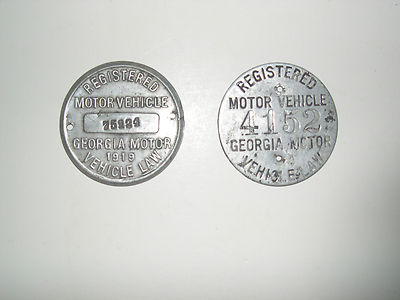 REGISTERED
MOTOR VEHICLE
GEORGIA MOTOR
1919
VEHICLE LAW
REGISTERED
MOTOR VEHICLE
4152
GEORGIA MOTOR
VEHICLE LAW